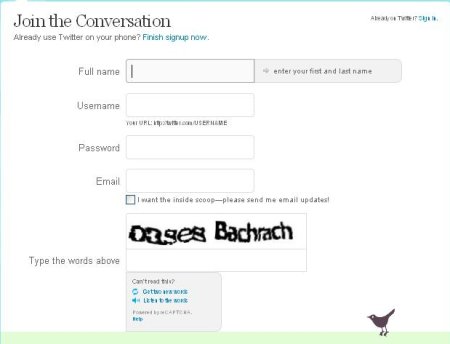 Join the Conversation
Already on Twitter? Sign in.
Already use Twitter on your phone? Finish signup now.
Full name
enter your first and last name
Username
Your URL: http://twitter.com/USERNAME
Password
Email
I want the inside scoop—please send me email updates!
Bachrach
Type the words above
Can't read this?
Get two new words
Listen to the words
Powered by reCAPTCHA.
Help